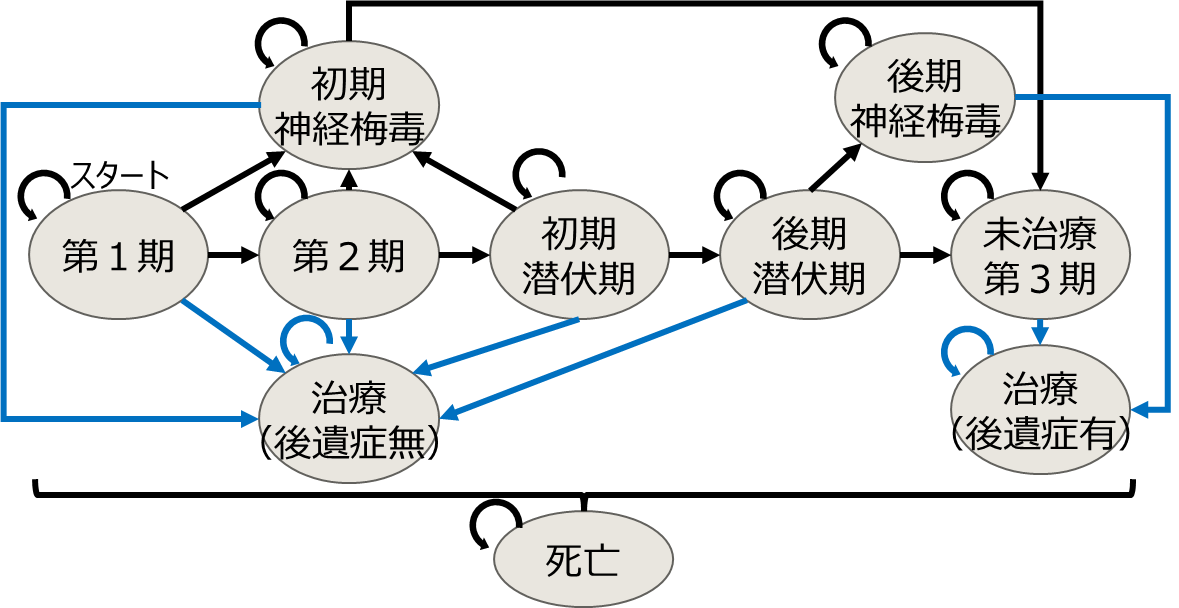 初期
神経梅毒
後期
神経梅毒
スタート
第１期
第２期
初期
潜伏期
後期
潜伏期
未治療
第３期
治療
（後遺症無）
治療
（後遺症有）
死亡